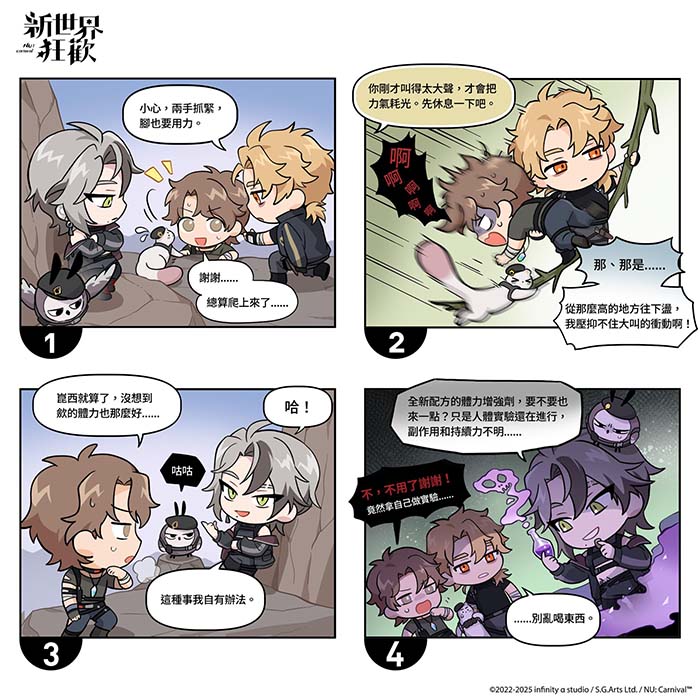 新世界
NU: carnival
狂歡
小心，兩手抓緊，
腳也要用力。
謝謝……
總算爬上來了……
1
你剛才叫得太大聲，才會把
力氣耗光。先休息一下吧。
啊
啊
啊
啊
啊
那、那是……
從那麼高的地方往下盪，
我壓抑不住大叫的衝動啊！
2
崑西就算了，沒想到
歛的體力也那麼好……
哈！
咕咕
這種事我自有辦法。
3
全新配方的體力增強劑，要不要也
來一點？只是人體實驗還在進行，
副作用和持續力不明……
不，不用了謝謝！
竟然拿自己做實驗……
……別亂喝東西。
4
©2022-2025 infinity α studio / S.G.Arts Ltd. / NU: Carnival™